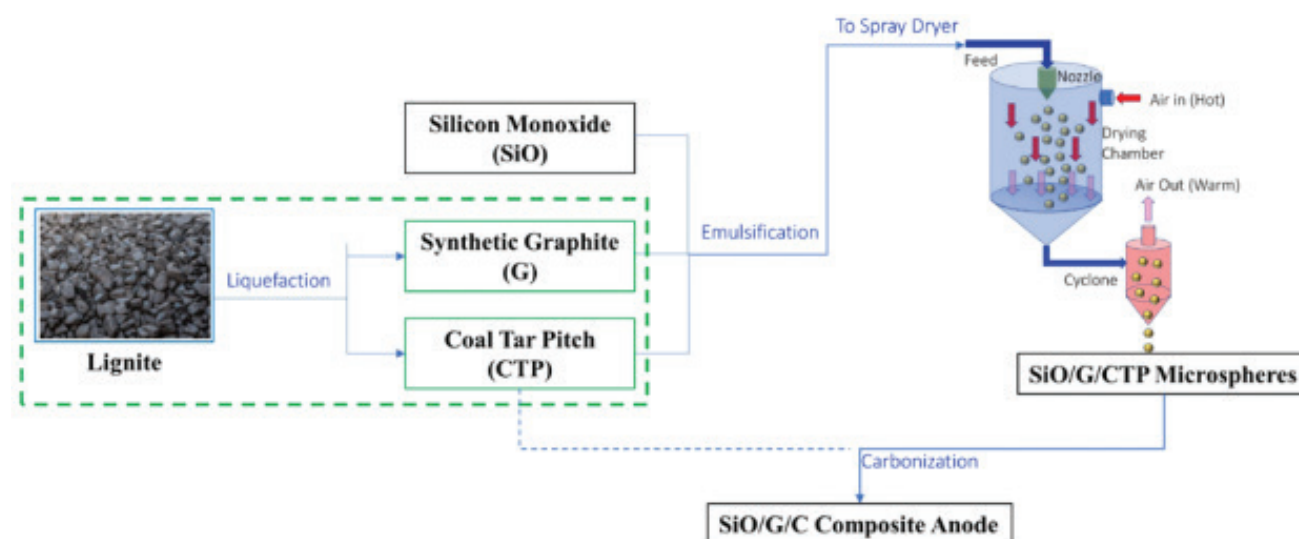 To Spray Dryer
Feed
Nozzle
Air in (Hot)
Silicon Monoxide
(SiO)
Drying
Chamber
Air Out (Warm)
Synthetic Graphite
(G)
Emulsification
Liquefaction
Cyclone
Coal Tar Pitch
(CTP)
Lignite
SiO/G/CTP Microspheres
Carbonization
SiO/G/C Composite Anode